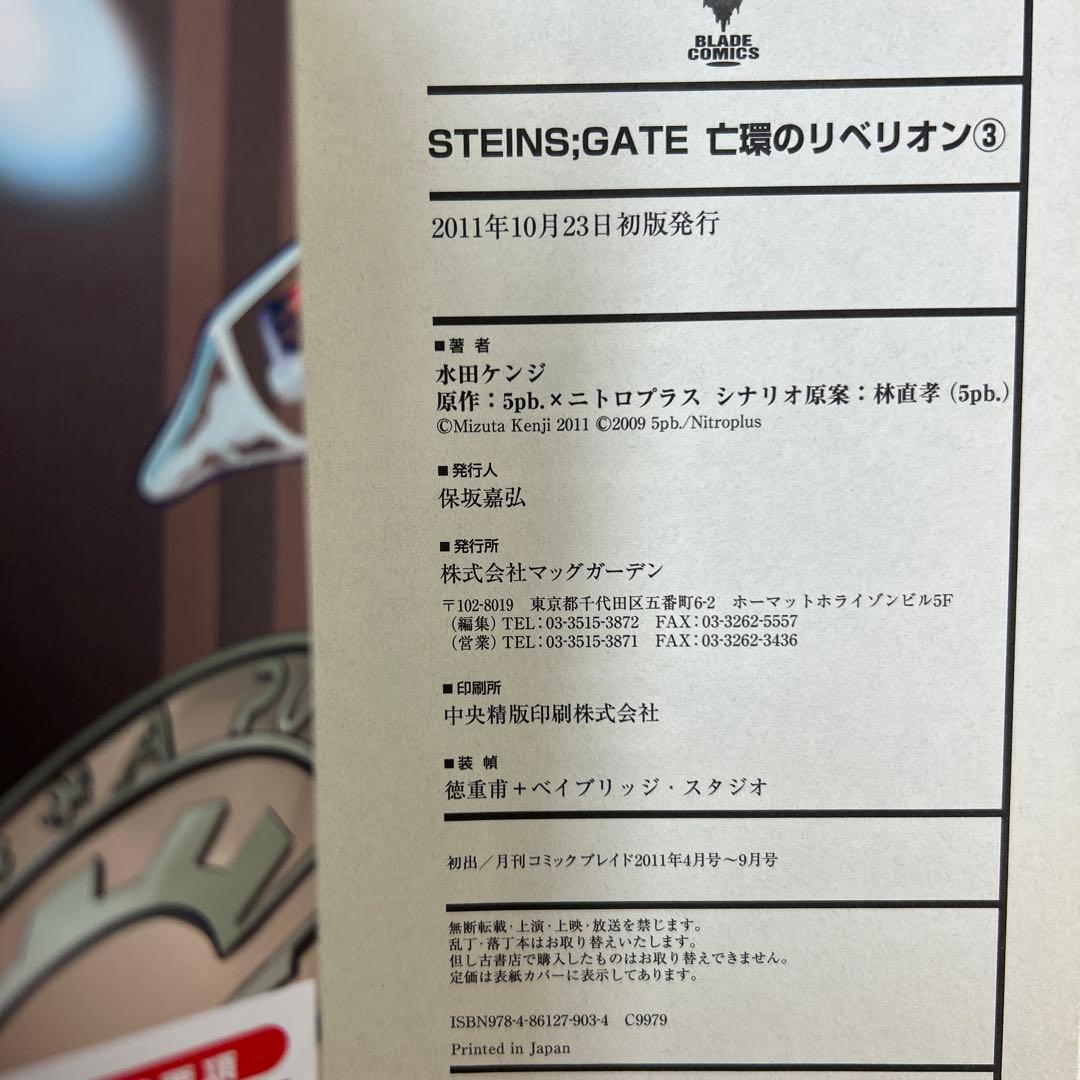 BLADE
COMICS
STEINS;GATE 亡環のリベリオン③
2011年10月23日初版発行
■著 者
水田ケンジ
原作：5pb.×ニトロプラス シナリオ原案：林直孝（5pb.）
©Mizuta Kenji 2011 ©2009 5pb./Nitroplus
■発行人
保坂嘉弘
■発行所
株式会社マッグガーデン
〒102-8019　東京都千代田区五番町6-2　ホーマットホライゾンビル5F
（編集）TEL：03-3515-3872　FAX：03-3262-5557
（営業）TEL：03-3515-3871　FAX：03-3262-3436
■印刷所
中央精版印刷株式会社
■装 幀
徳重甫＋ベイブリッジ・スタジオ
初出／月刊コミックブレイド2011年4月号～9月号
無断転載・上演・上映・放送を禁じます。
乱丁・落丁本はお取り替えいたします。
但し古書店で購入したものはお取り替えできません。
定価は表紙カバーに表示してあります。
ISBN978-4-86127-903-4　C9979
Printed in Japan